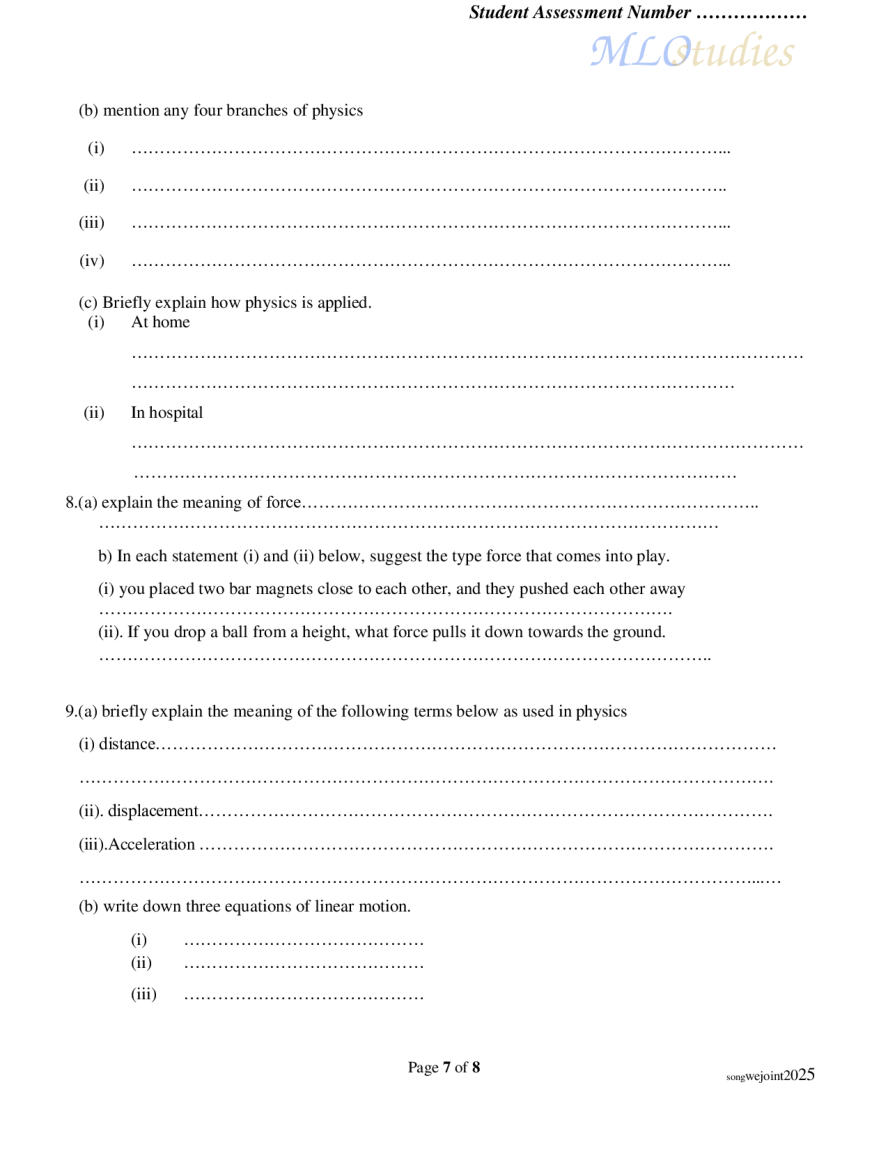 Student Assessment Number ………………
MLOstudies
(b) mention any four branches of physics
(i) …………………………………………………………………………………………...
(ii) …………………………………………………………………………………………..
(iii) …………………………………………………………………………………………...
(iv) …………………………………………………………………………………………...
(c) Briefly explain how physics is applied.
(i) At home
………………………………………………………………………………………………………
……………………………………………………………………………………………
(ii) In hospital
………………………………………………………………………………………………………
……………………………………………………………………………………………
8.(a) explain the meaning of force……………………………………………………………………..
………………………………………………………………………………………………
b) In each statement (i) and (ii) below, suggest the type force that comes into play.
(i) you placed two bar magnets close to each other, and they pushed each other away
………………………………………………………………………………………
(ii). If you drop a ball from a height, what force pulls it down towards the ground.
……………………………………………………………………………………………..
9.(a) briefly explain the meaning of the following terms below as used in physics
(i) distance………………………………………………………………………………………………
………………………………………………………………………………………………………….
(ii). displacement……………………………………………………………………………………….
(iii).Acceleration ……………………………………………………………………………………….
………………………………………………………………………………………………………...…
(b) write down three equations of linear motion.
(i) ……………………………………
(ii) ……………………………………
(iii) ……………………………………
Page 7 of 8
songwejoint2025